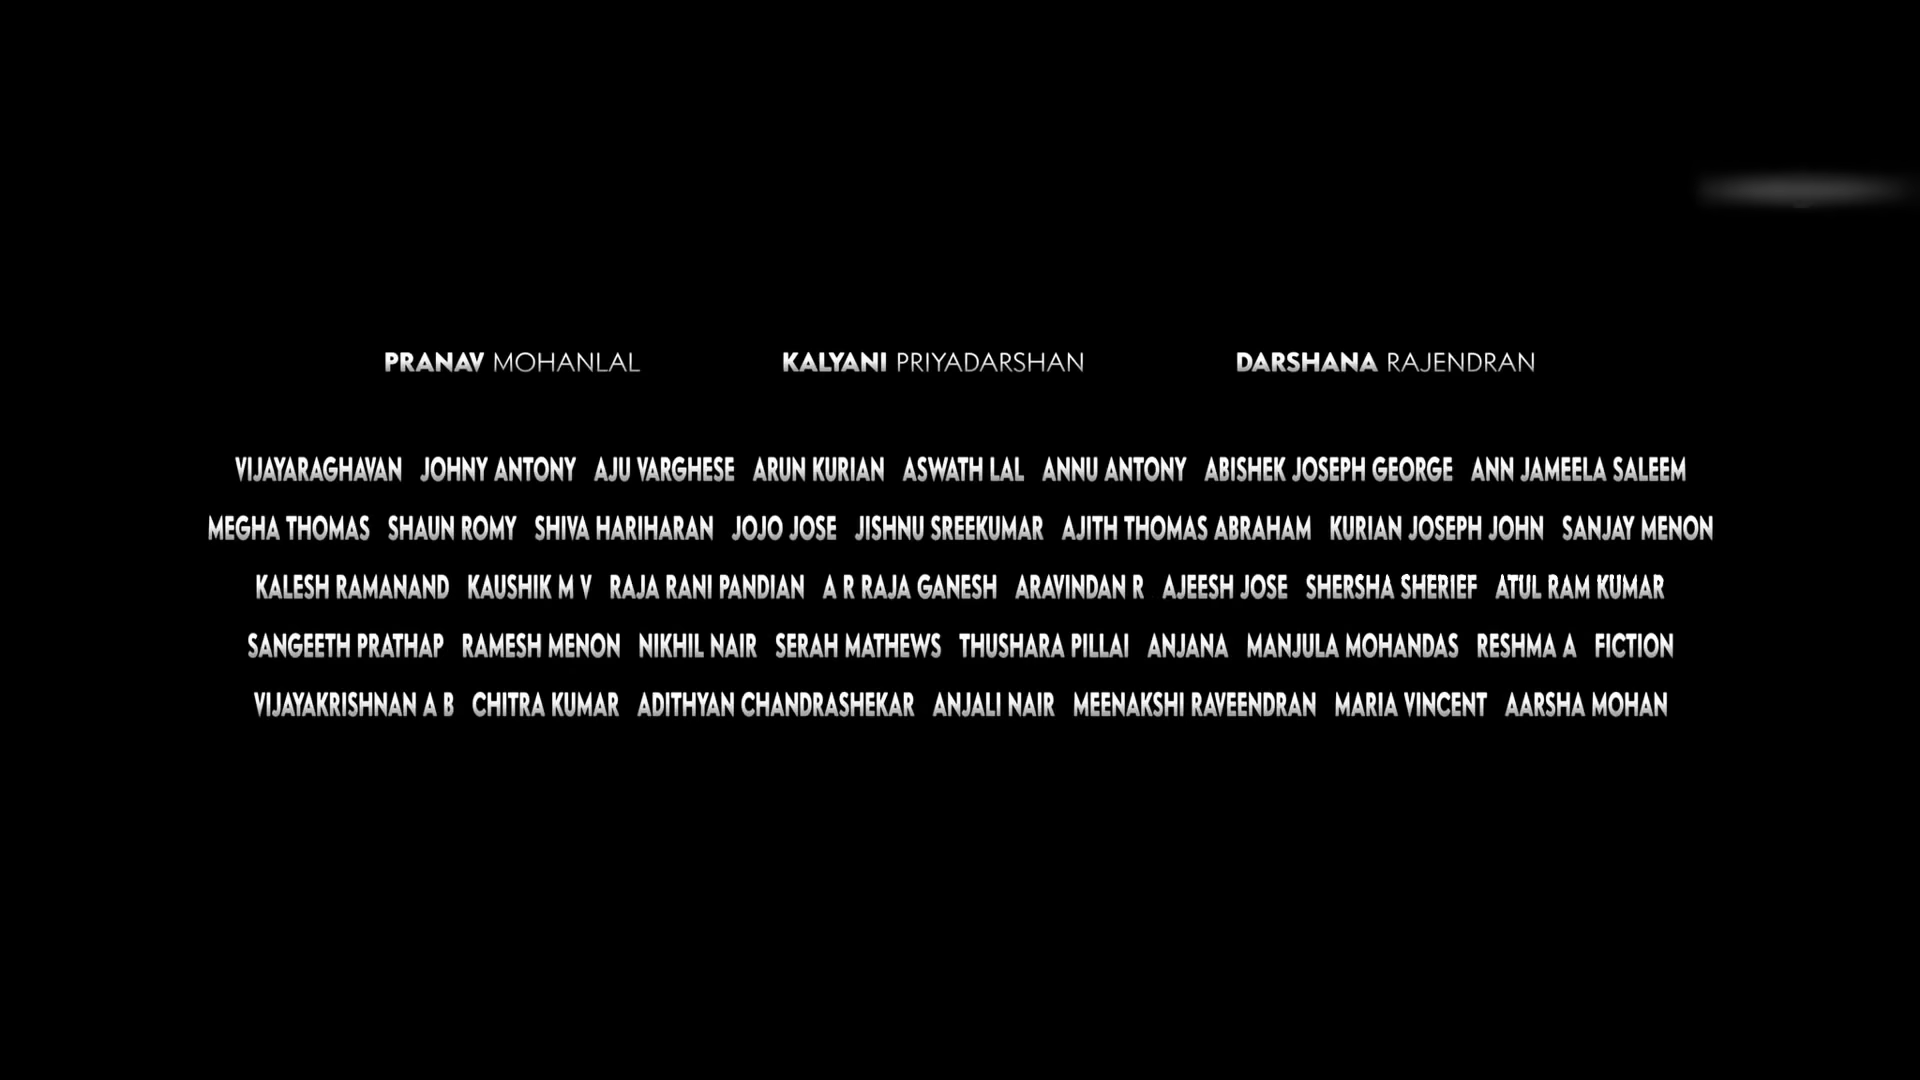 PRANAV MOHANLAL KALYANI PRIYADARSHAN DARSHANA RAJENDRAN
VIJAYARAGHAVAN JOHNY ANTONY AJU VARGHESE ARUN KURIAN ASWATH LAL ANNU ANTONY ABISHEK JOSEPH GEORGE ANN JAMEELA SALEEM
MEGHA THOMAS SHAUN ROMY SHIVA HARIHARAN JOJO JOSE JISHNU SREEKUMAR AJITH THOMAS ABRAHAM KURIAN JOSEPH JOHN SANJAY MENON
KALESH RAMANAND KAUSHIK M V RAJA RANI PANDIAN A R RAJA GANESH ARAVINDAN R AJEESH JOSE SHERSHA SHERIEF ATUL RAM KUMAR
SANGEETH PRATHAP RAMESH MENON NIKHIL NAIR SERAH MATHEWS THUSHARA PILLAI ANJANA MANJULA MOHANDAS RESHMA A FICTION
VIJAYAKRISHNAN A B CHITRA KUMAR ADITHYAN CHANDRASHEKAR ANJALI NAIR MEENAKSHI RAVEENDRAN MARIA VINCENT AARSHA MOHAN